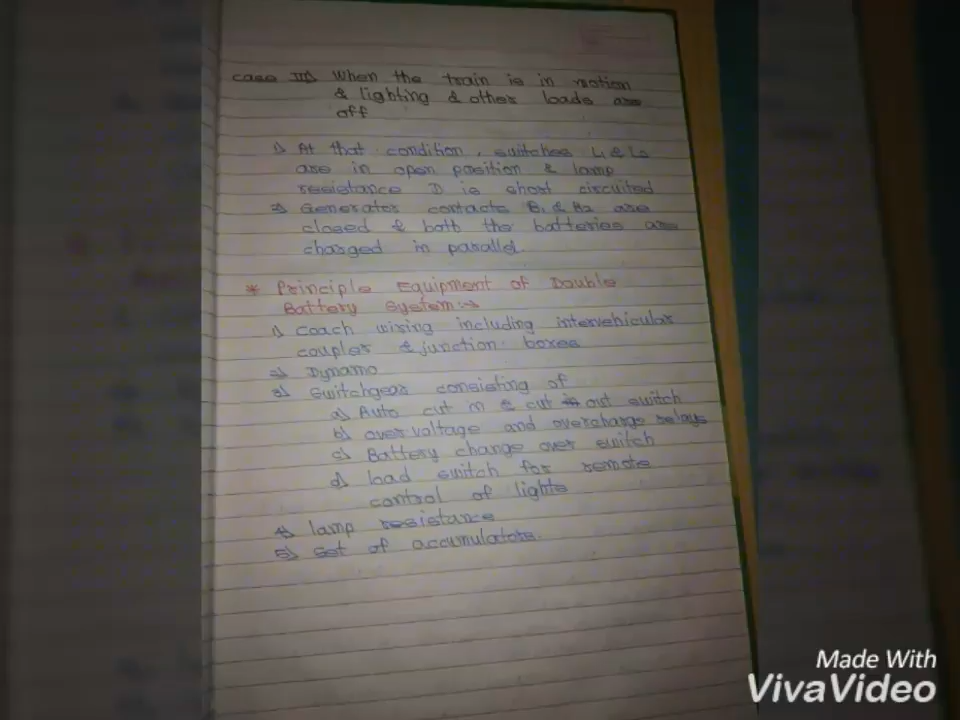 case III) When the train is in motion
& lighting & other loads are
off
1) At that condition, switches L1 & L2
are in open position & lamp
resistance D is short circuited
2) Generator contacts B1 & B2 are
closed & both the batteries are
charged in parallel.
* Principle Equipment of Double
Battery System:→
1) Coach wiring including intervehicular
coupler & junction boxes
2) Dynamo
3) Switchgear consisting of
a) Auto cut in & cut in out switch
b) over voltage and overcharge relays
c) Battery change over switch
d) load switch for remote
control of lights
4) lamp resistance
5) set of accumulators.
Made With
VivaVideo